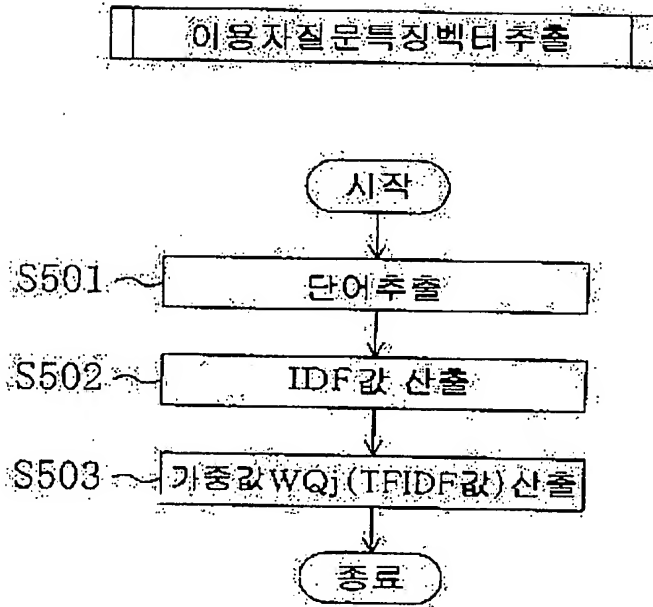 이용자질문특징벡터추출
시작
S501 단어추출
S502 IDF값 산출
S503 가중값WQj(TFIDF값)산출
종료